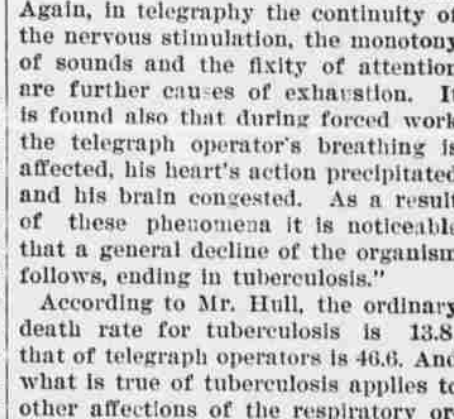 Again, in telegraphy the continuity of
the nervous stimulation, the monotony
of sounds and the fixity of attention
are further causes of exhaustion. It
is found also that during forced work
the telegraph operator's breathing is
affected, his heart's action precipitated
and his brain congested. As a result
of these phenomena it is noticeable
that a general decline of the organism
follows, ending in tuberculosis."
According to Mr. Hull, the ordinary
death rate for tuberculosis is 13.8
that of telegraph operators is 46.6. And
what is true of tuberculosis applies to
other affections of the respiratory or